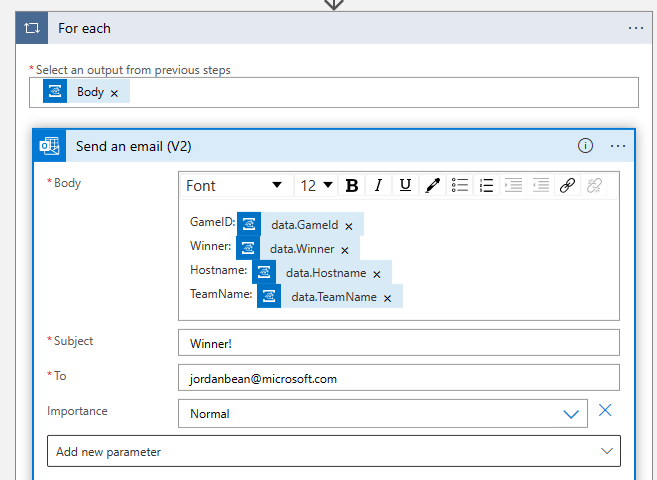 For each
* Select an output from previous steps
Body ×
Send an email (V2)
* Body
Font 12 B I U
GameID: data.GameId ×
Winner: data.Winner ×
Hostname: data.Hostname ×
TeamName: data.TeamName ×
* Subject Winner!
* To jordanbean@microsoft.com
Importance Normal
Add new parameter